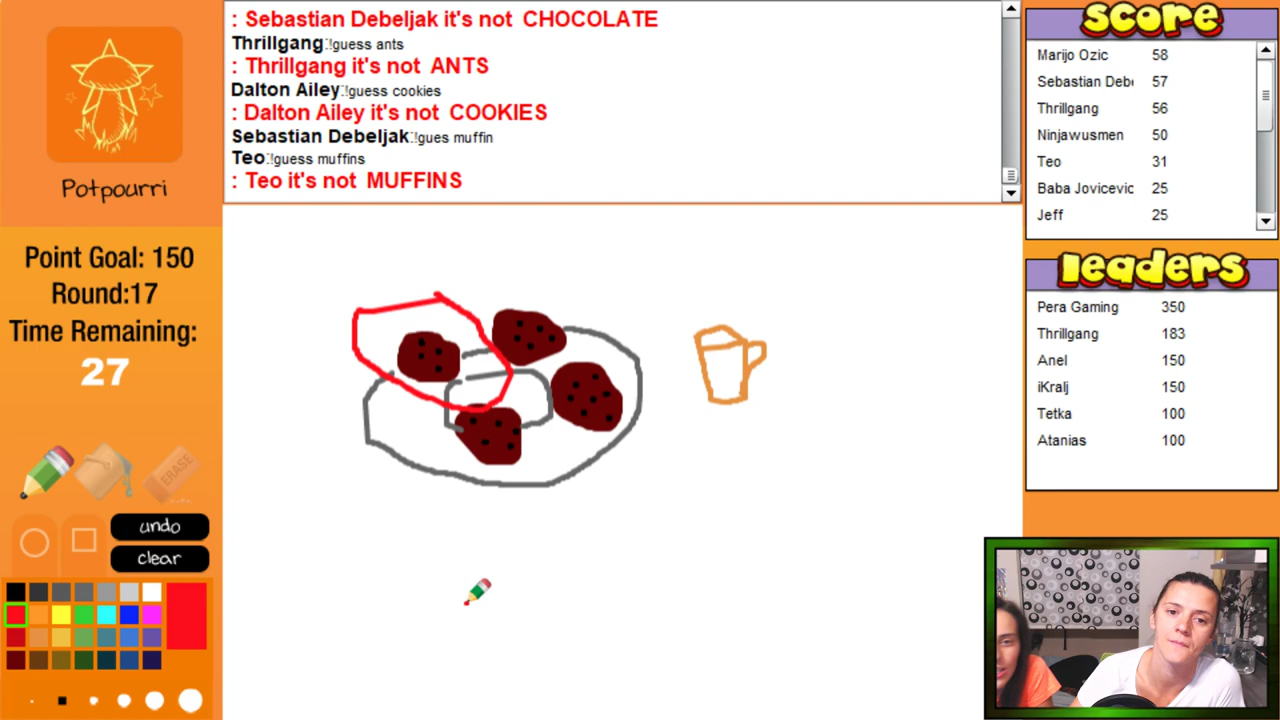 : Sebastian Debeljak it's not CHOCOLATE
Thrillgang:!guess ants
: Thrillgang it's not ANTS
Dalton Ailey:!guess cookies
: Dalton Ailey it's not COOKIES
Sebastian Debeljak:!gues muffin
Teo:!guess muffins
: Teo it's not MUFFINS
Potpourri
Point Goal: 150
Round:17
Time Remaining:
27
ERASE
undo
clear
score
Marijo Ozic 58
Sebastian Debe 57
Thrillgang 56
Ninjawusmen 50
Teo 31
Baba Jovicevic 25
Jeff 25
leaders
Pera Gaming 350
Thrillgang 183
Anel 150
iKralj 150
Tetka 100
Atanias 100